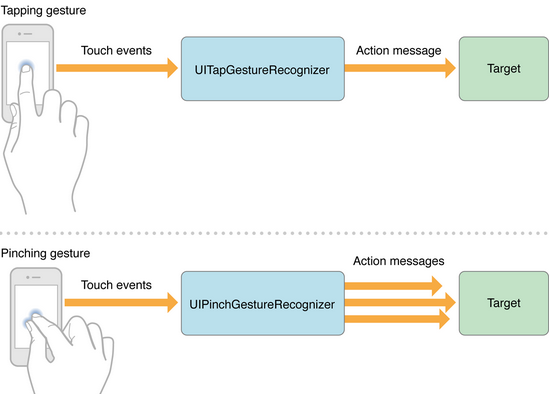 Tapping gesture
Touch events
UITapGestureRecognizer
Action message
Target
Pinching gesture
Touch events
UIPinchGestureRecognizer
Action messages
Target